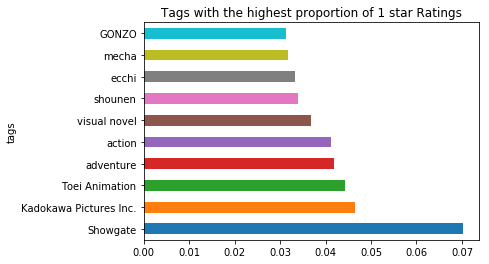 Tags with the highest proportion of 1 star Ratings
GONZO
mecha
ecchi
shounen
visual novel
action
adventure
Toei Animation
Kadokawa Pictures Inc.
Showgate
tags
0.00 0.01 0.02 0.03 0.04 0.05 0.06 0.07